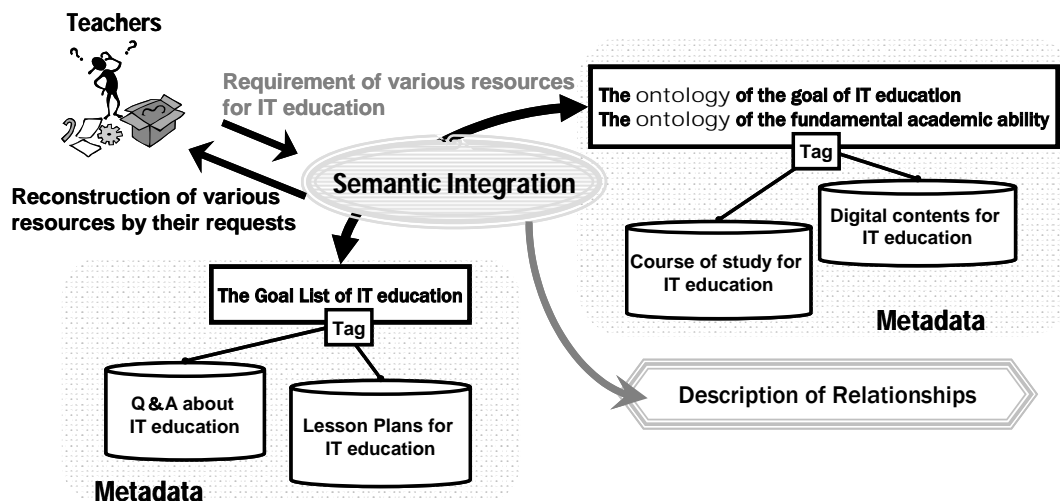 Teachers
Requirement of various resources
for IT education
Reconstruction of various
resources by their requests
Semantic Integration
The ontology of the goal of IT education
The ontology of the fundamental academic ability
Tag
Course of study for
IT education
Digital contents for
IT education
Metadata
The Goal List of IT education
Tag
Q&A about
IT education
Lesson Plans for
IT education
Metadata
Description of Relationships